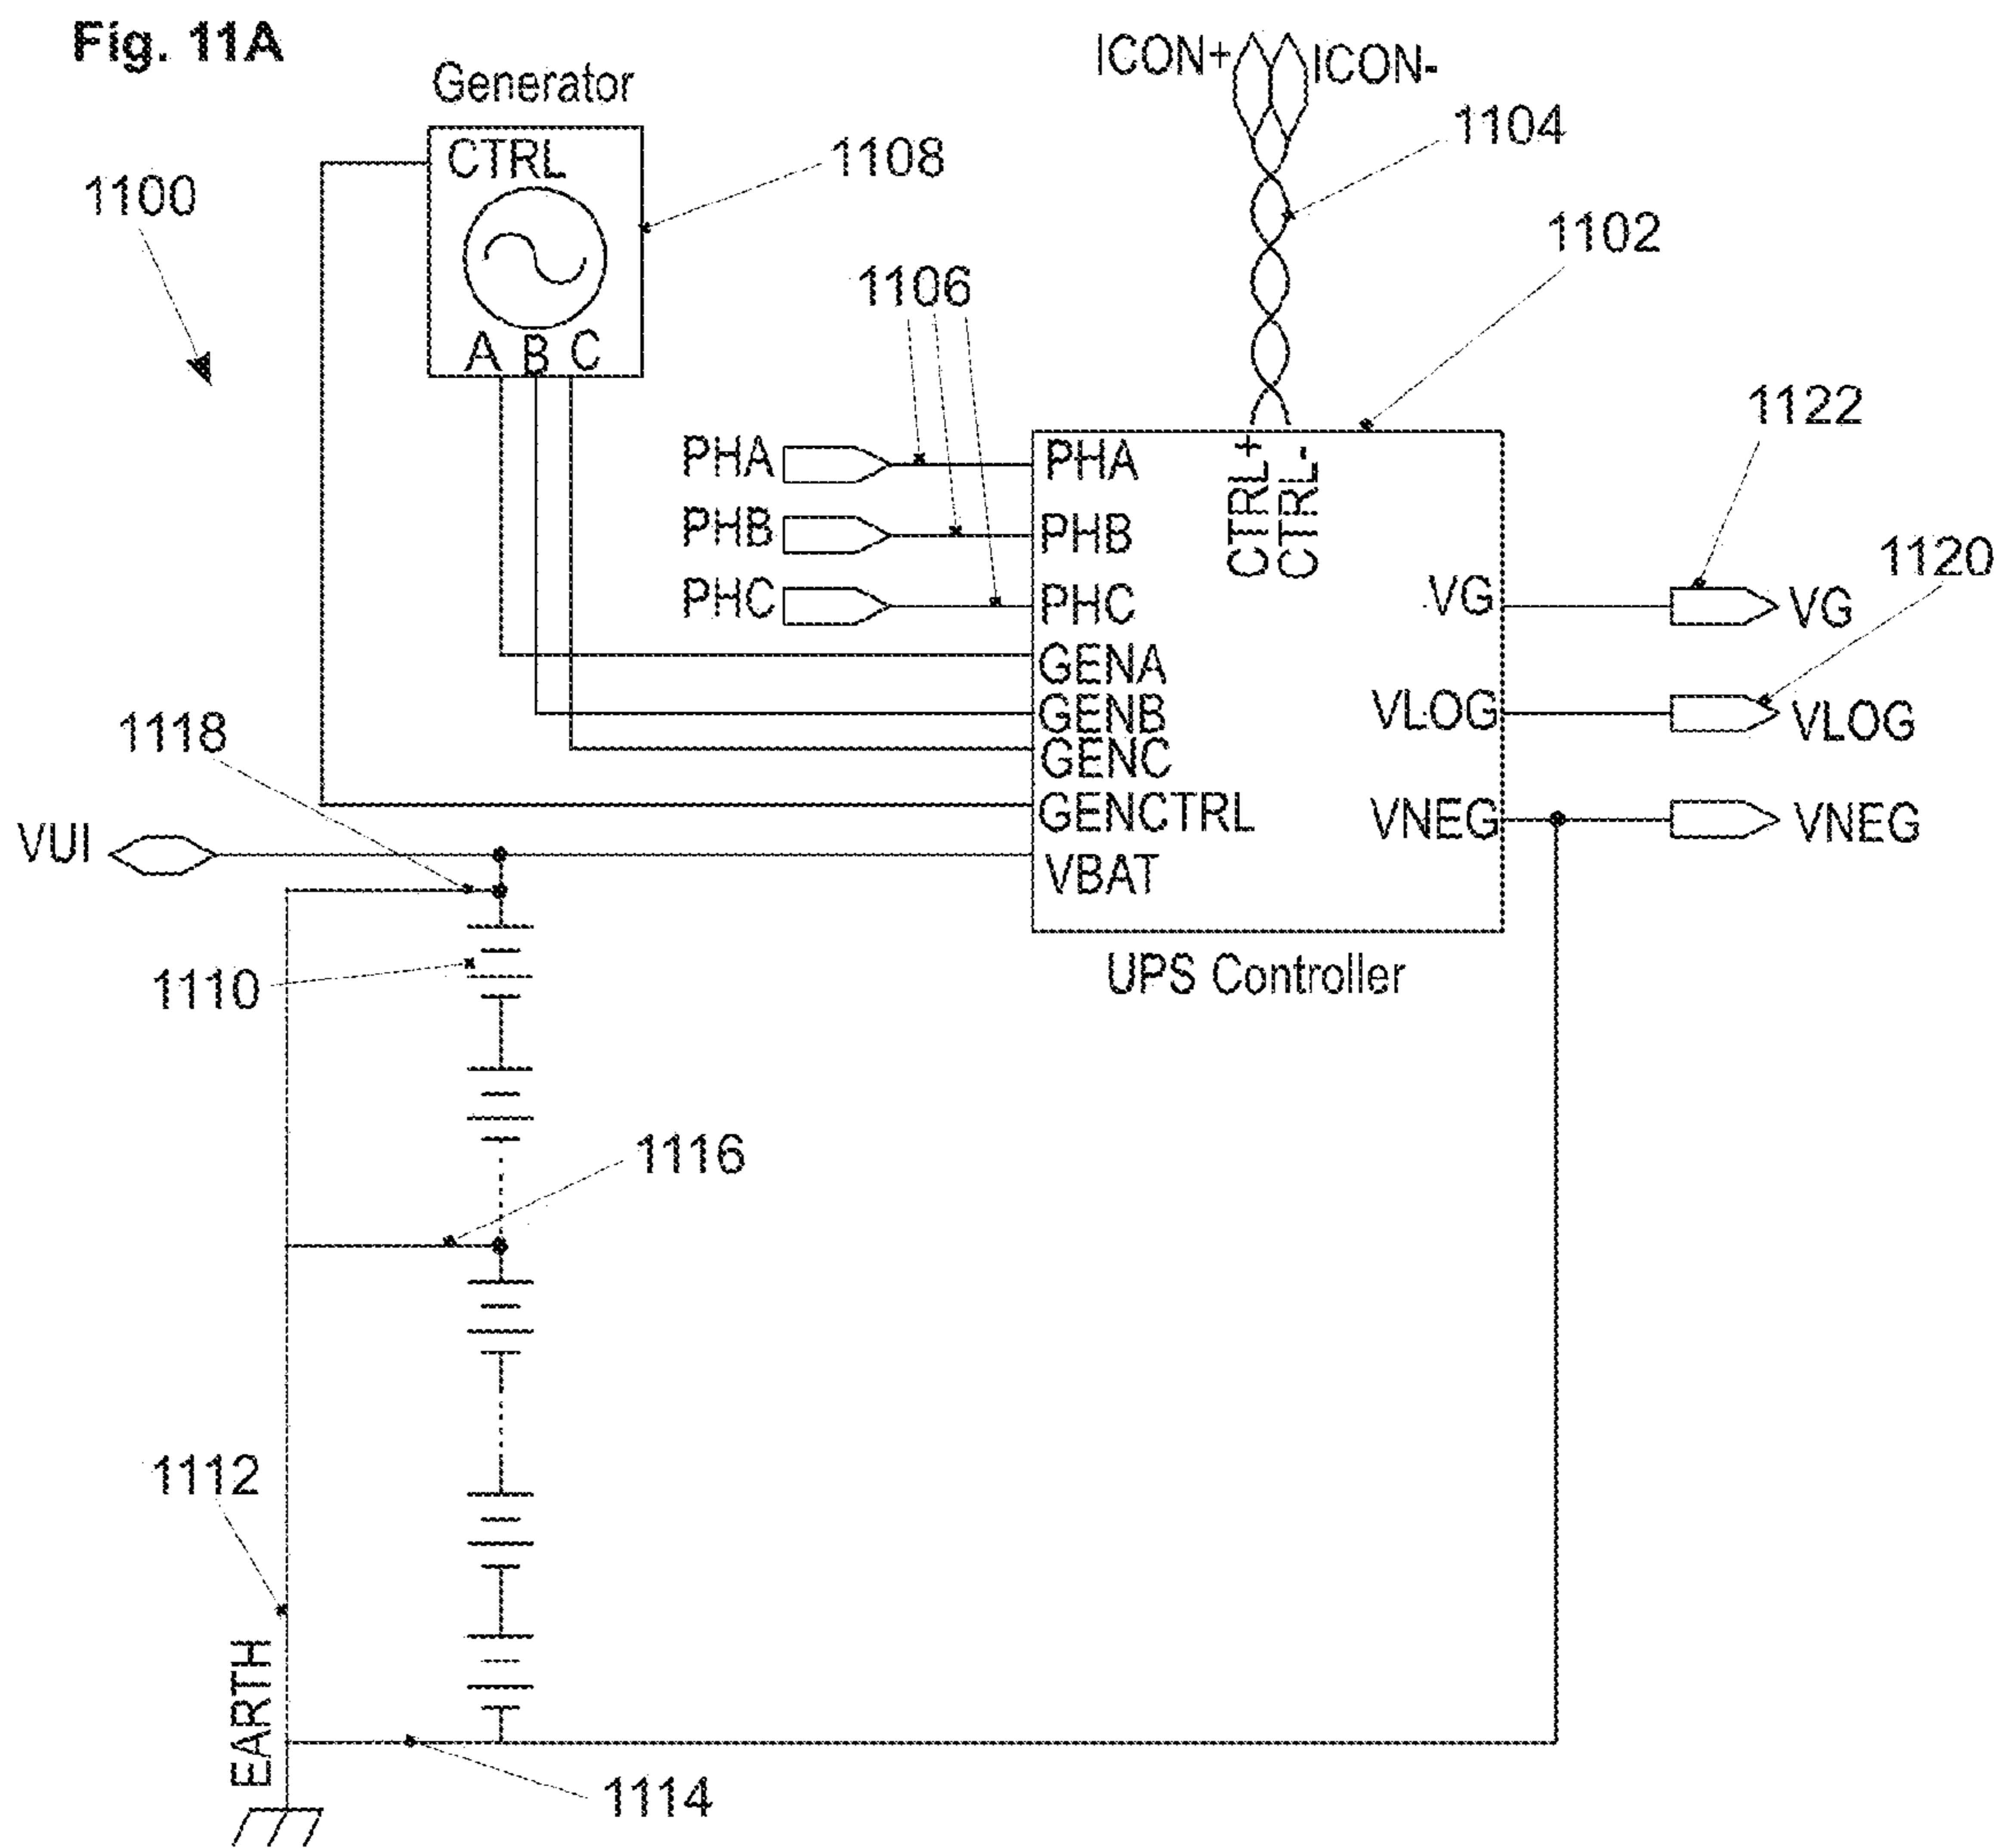 Fig. 11A
Generator
ICON+
ICON-
CTRL
1108
1104
1100
1102
1106
A B C
1122
PHA
PHA
CTRL+
CTRL-
PHB
PHB
1120
PHC
PHC
VG
VG
GENA
1118
GENB
VLOG
VLOG
GENC
GENCTRL
VNEG
VNEG
VUI
VBAT
1110
UPS Controller
1116
1112
EARTH
1114